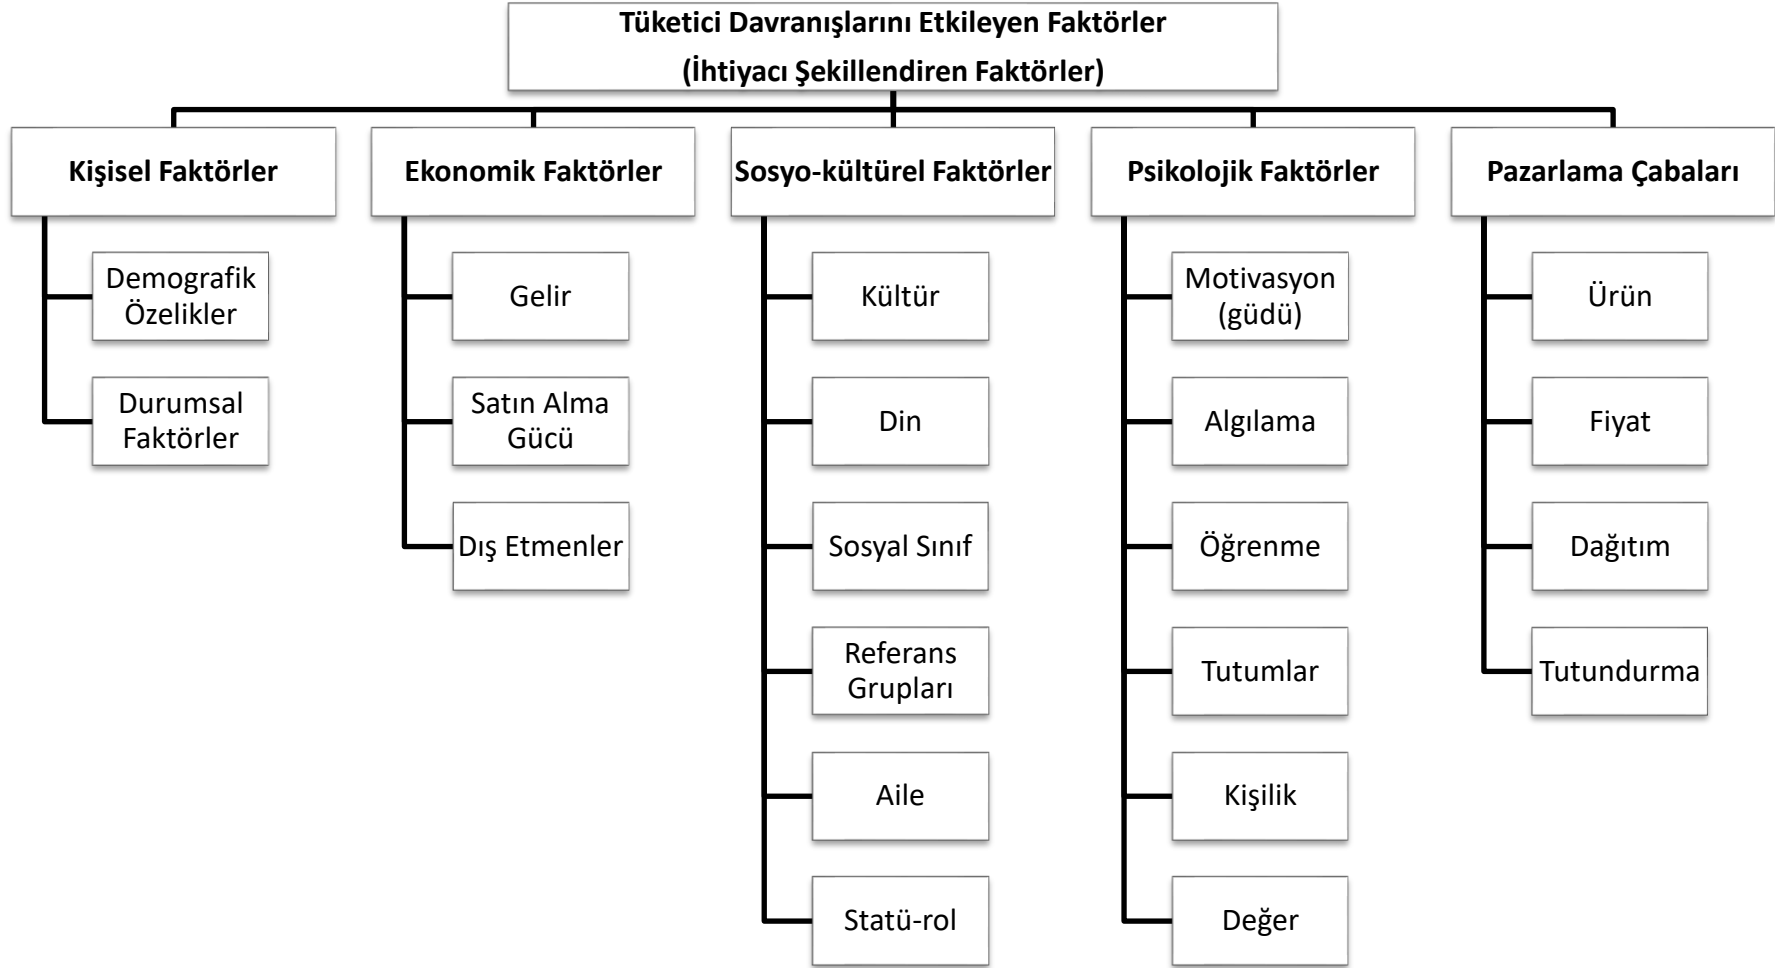 Tüketici Davranışlarını Etkileyen Faktörler
(İhtiyacı Şekillendiren Faktörler)
Kişisel Faktörler
Demografik
Özelikler
Durumsal
Faktörler
Ekonomik Faktörler
Gelir
Satın Alma
Gücü
Dış Etmenler
Sosyo-kültürel Faktörler
Kültür
Din
Sosyal Sınıf
Referans
Grupları
Aile
Statü-rol
Psikolojik Faktörler
Motivasyon
(güdü)
Algılama
Öğrenme
Tutumlar
Kişilik
Değer
Pazarlama Çabaları
Ürün
Fiyat
Dağıtım
Tutundurma